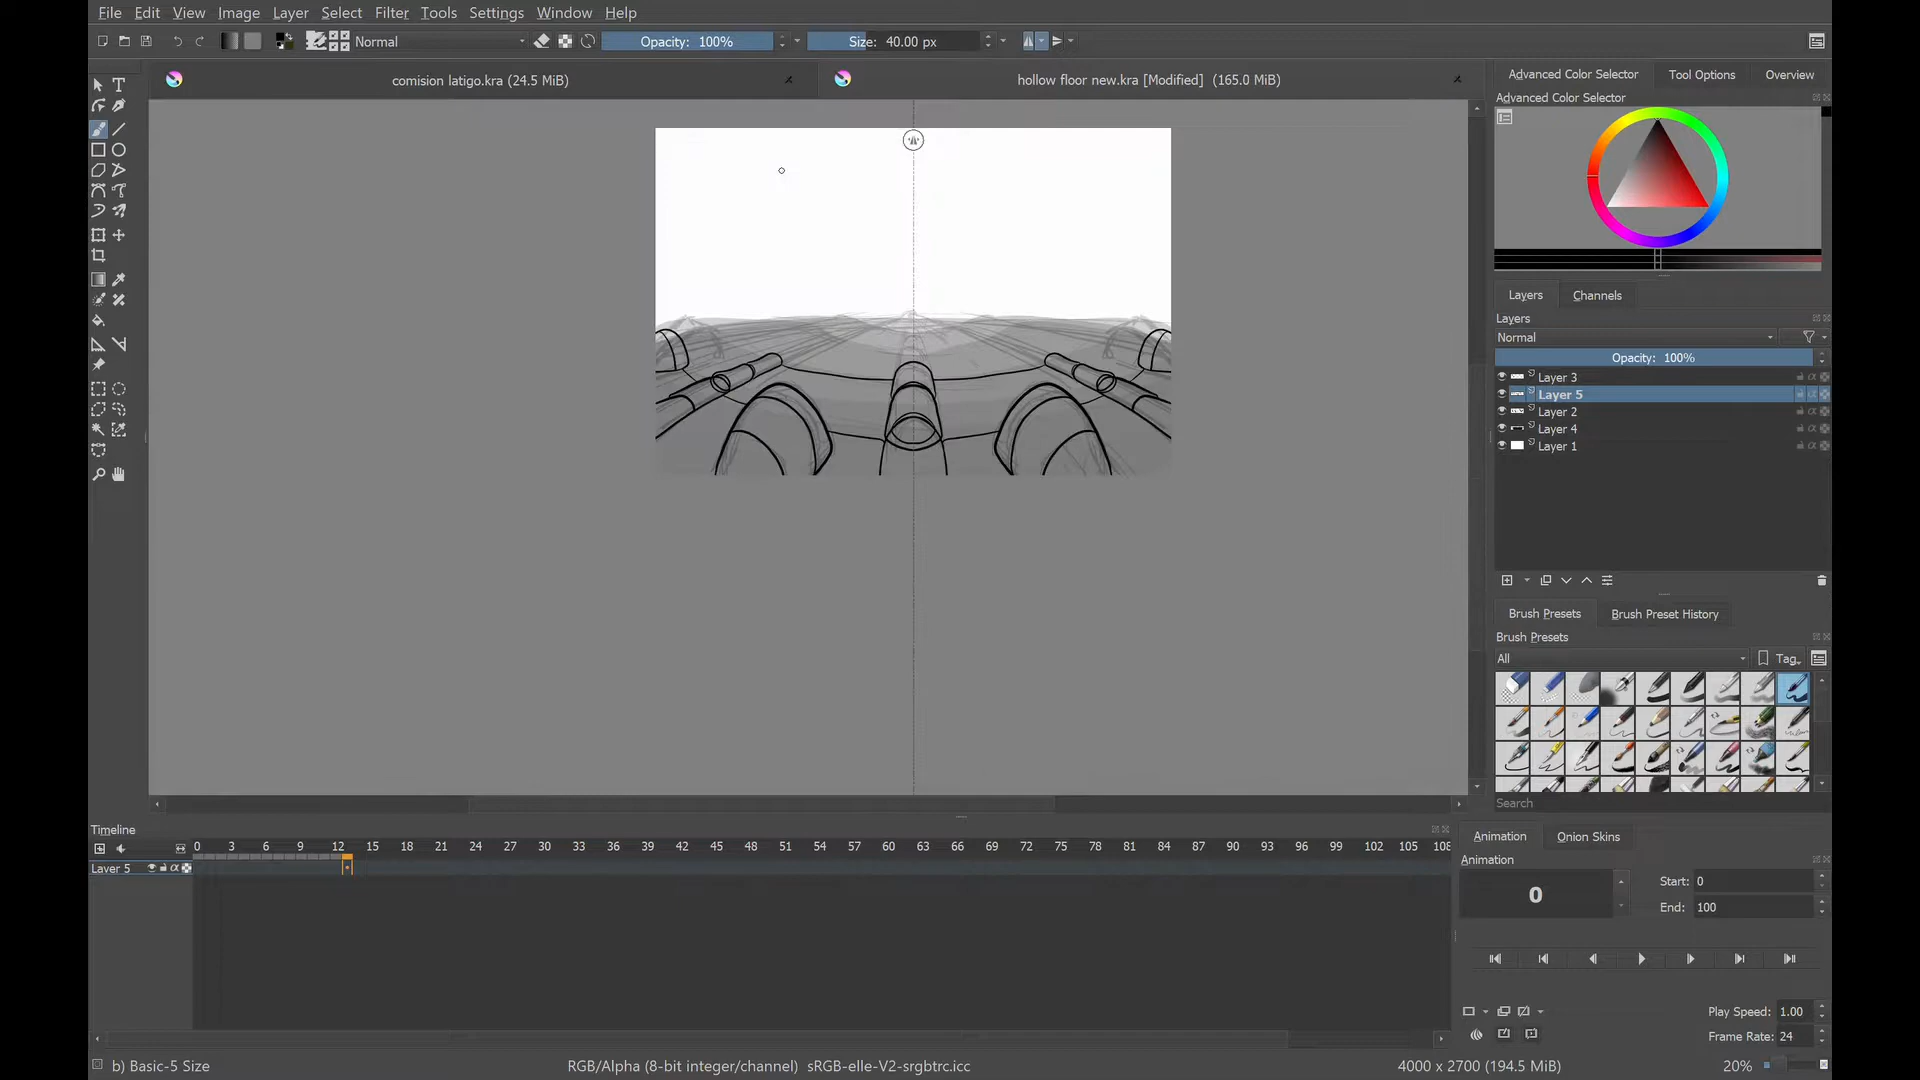 File Edit View Image Layer Select Filter Tools Settings Window Help
Normal Opacity: 100% Size: 40.00 px
comision latigo.kra (24.5 MiB) hollow floor new.kra [Modified] (165.0 MiB)
Advanced Color Selector Tool Options Overview
Advanced Color Selector
Layers Channels
Layers
Normal
Opacity: 100%
Layer 3
Layer 5
Layer 2
Layer 4
Layer 1
Brush Presets Brush Preset History
Brush Presets
All Tag
Search
Timeline
0 3 6 9 12 15 18 21 24 27 30 33 36 39 42 45 48 51 54 57 60 63 66 69 72 75 78 81 84 87 90 93 96 99 102 105 108
Layer 5
Animation Onion Skins
Animation
0
Start: 0
End: 100
Play Speed: 1.00
Frame Rate: 24
b) Basic-5 Size RGB/Alpha (8-bit integer/channel) sRGB-elle-V2-srgbtrc.icc 4000 x 2700 (194.5 MiB) 20%